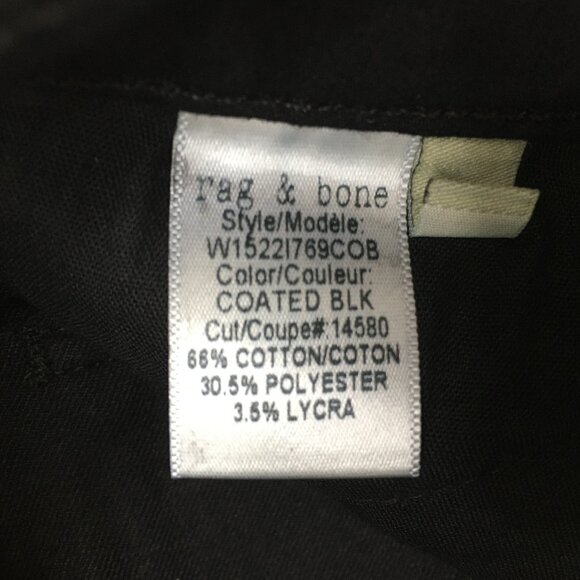 rag & bone
Style/Modèle:
W1522I769COB
Color/Couleur:
COATED BLK
Cut/Coupe#:14580
66% COTTON/COTON
30.5% POLYESTER
3.5% LYCRA